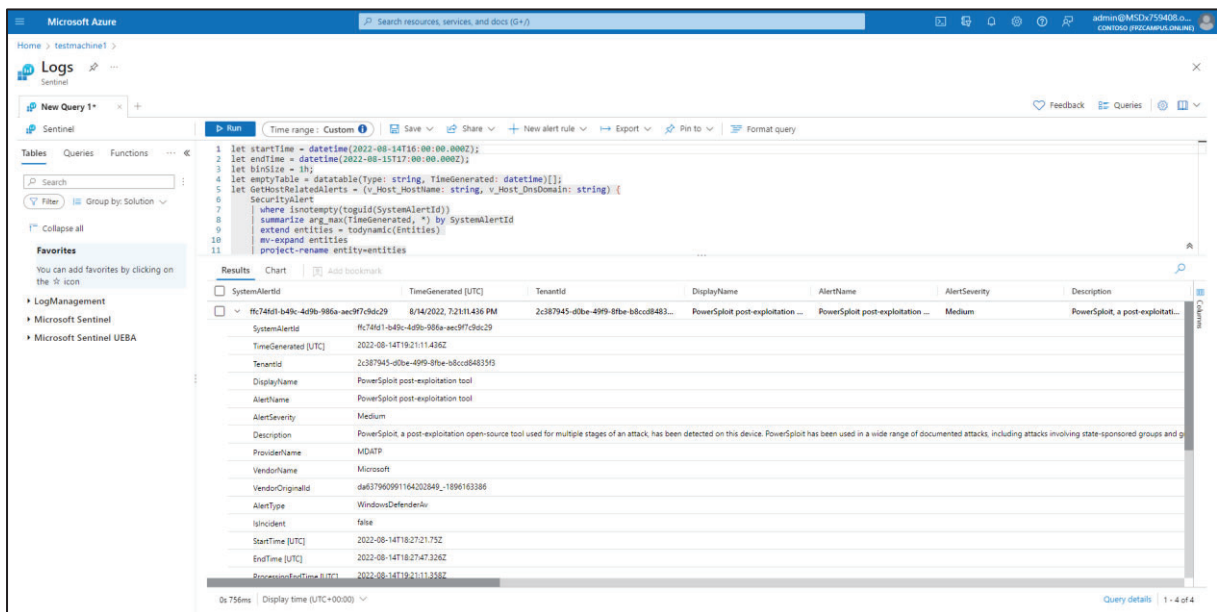 Microsoft Azure
Search resources, services, and docs (G+/)
admin@MSDx759408.o...
CONTOSO (FPZCAMPUS.ONLINE)
Home > testmachine1 >
Logs
Sentinel
New Query 1*
Feedback
Queries
Sentinel
Run
Time range : Custom
Save
Share
New alert rule
Export
Pin to
Format query
Tables Queries Functions ...
Search
Filter
Group by: Solution
Collapse all
Favorites
You can add favorites by clicking on
the ☆ icon
LogManagement
Microsoft Sentinel
Microsoft Sentinel UEBA
1 let startTime = datetime(2022-08-14T16:00:00.000Z);
2 let endTime = datetime(2022-08-15T17:00:00.000Z);
3 let binSize = 1h;
4 let emptyTable = datatable(Type: string, TimeGenerated: datetime)[];
5 let GetHostRelatedAlerts = (v_Host_HostName: string, v_Host_DnsDomain: string) {
6 SecurityAlert
7 | where isnotempty(toguid(SystemAlertId))
8 | summarize arg_max(TimeGenerated, *) by SystemAlertId
9 | extend entities = todynamic(Entities)
10 | mv-expand entities
11 | project-rename entity=entities
Results Chart Add bookmark
SystemAlertId TimeGenerated [UTC] TenantId DisplayName AlertName AlertSeverity Description
ffc74fd1-b49c-4d9b-986a-aec9f7c9dc29 8/14/2022, 7:21:11.436 PM 2c387945-d0be-49f9-8fbe-b8ccd8483... PowerSploit post-exploitation ... PowerSploit post-exploitation ... Medium PowerSploit, a post-exploitati...
SystemAlertId ffc74fd1-b49c-4d9b-986a-aec9f7c9dc29
TimeGenerated [UTC] 2022-08-14T19:21:11.436Z
TenantId 2c387945-d0be-49f9-8fbe-b8ccd84835f3
DisplayName PowerSploit post-exploitation tool
AlertName PowerSploit post-exploitation tool
AlertSeverity Medium
Description PowerSploit, a post-exploitation open-source tool used for multiple stages of an attack, has been detected on this device. PowerSploit has been used in a wide range of documented attacks, including attacks involving state-sponsored groups and g
ProviderName MDATP
VendorName Microsoft
VendorOriginalId da637960991164202849_-1896163386
AlertType WindowsDefenderAv
IsIncident false
StartTime [UTC] 2022-08-14T18:27:21.75Z
EndTime [UTC] 2022-08-14T18:27:47.326Z
ProcessingEndTime [UTC] 2022-08-14T19:21:11.358Z
Columns
0s 756ms Display time (UTC+00:00)
Query details 1 - 4 of 4